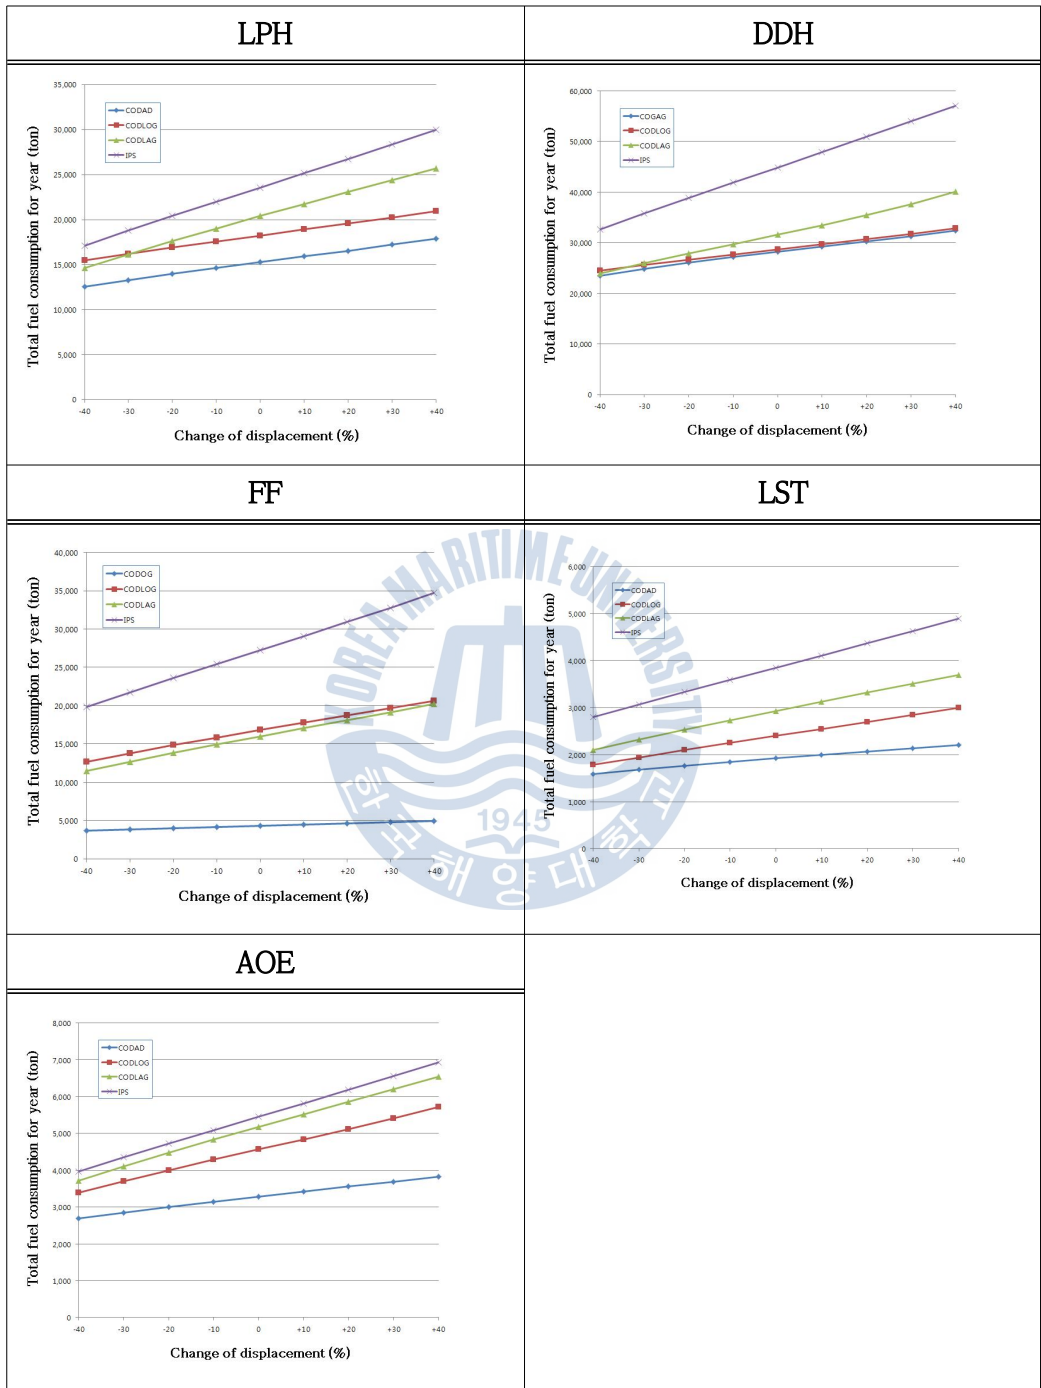 LPH
DDH
Total fuel consumption for year (ton)
35,000
30,000
25,000
20,000
15,000
10,000
5,000
0
CODAD
CODLOG
CODLAG
IPS
-40 -30 -20 -10 0 +10 +20 +30 +40
Change of displacement (%)
Total fuel consumption for year (ton)
60,000
50,000
40,000
30,000
20,000
10,000
0
COGAG
CODLOG
CODLAG
IPS
-40 -30 -20 -10 0 +10 +20 +30 +40
Change of displacement (%)
FF
LST
Total fuel consumption for year (ton)
40,000
35,000
30,000
25,000
20,000
15,000
10,000
5,000
0
CODOG
CODLOG
CODLAG
IPS
-40 -30 -20 -10 0 +10 +20 +30 +40
Change of displacement (%)
Total fuel consumption for year (ton)
6,000
5,000
4,000
3,000
2,000
1,000
0
CODAD
CODLOG
CODLAG
IPS
-40 -30 -20 -10 0 +10 +20 +30 +40
Change of displacement (%)
KOREA MARITIME UNIVERSITY
1945
한국해양대학교
AOE
Total fuel consumption for year (ton)
8,000
7,000
6,000
5,000
4,000
3,000
2,000
1,000
0
CODAD
CODLOG
CODLAG
IPS
-40 -30 -20 -10 0 +10 +20 +30 +40
Change of displacement (%)